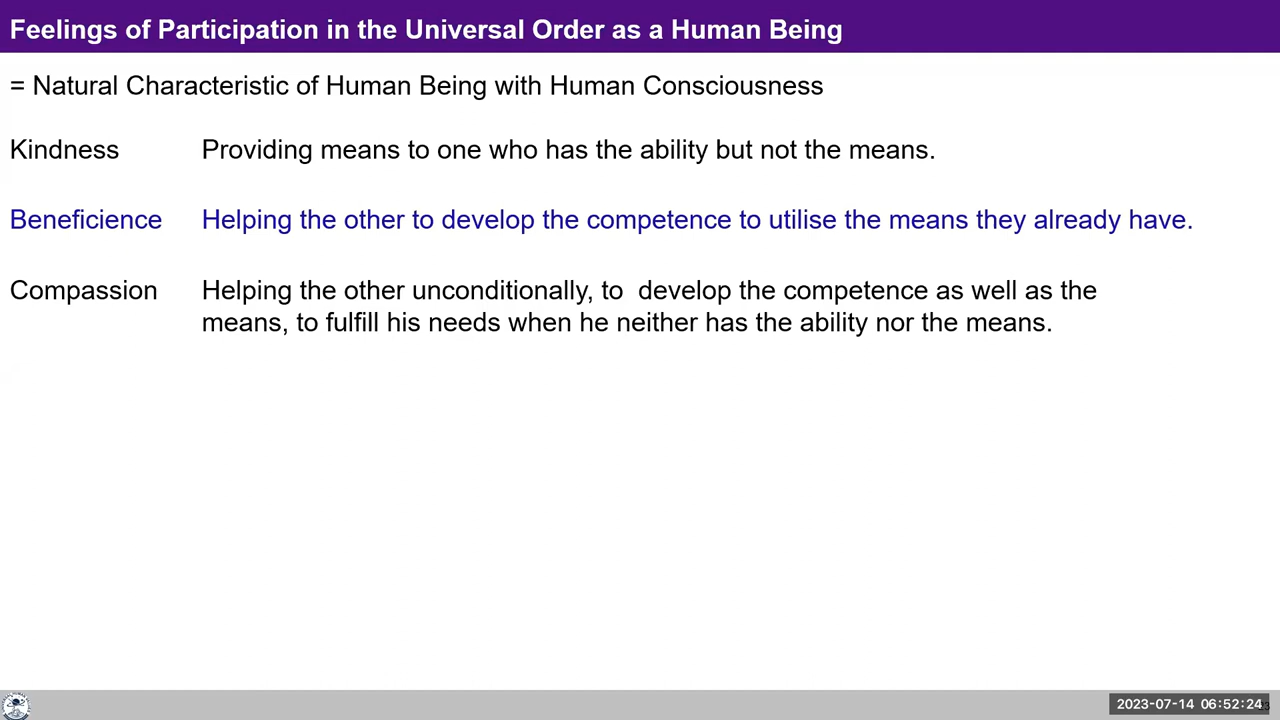 Feelings of Participation in the Universal Order as a Human Being
= Natural Characteristic of Human Being with Human Consciousness
Kindness Providing means to one who has the ability but not the means.
Beneficience Helping the other to develop the competence to utilise the means they already have.
Compassion Helping the other unconditionally, to develop the competence as well as the
means, to fulfill his needs when he neither has the ability nor the means.
2023-07-14 06:52:24